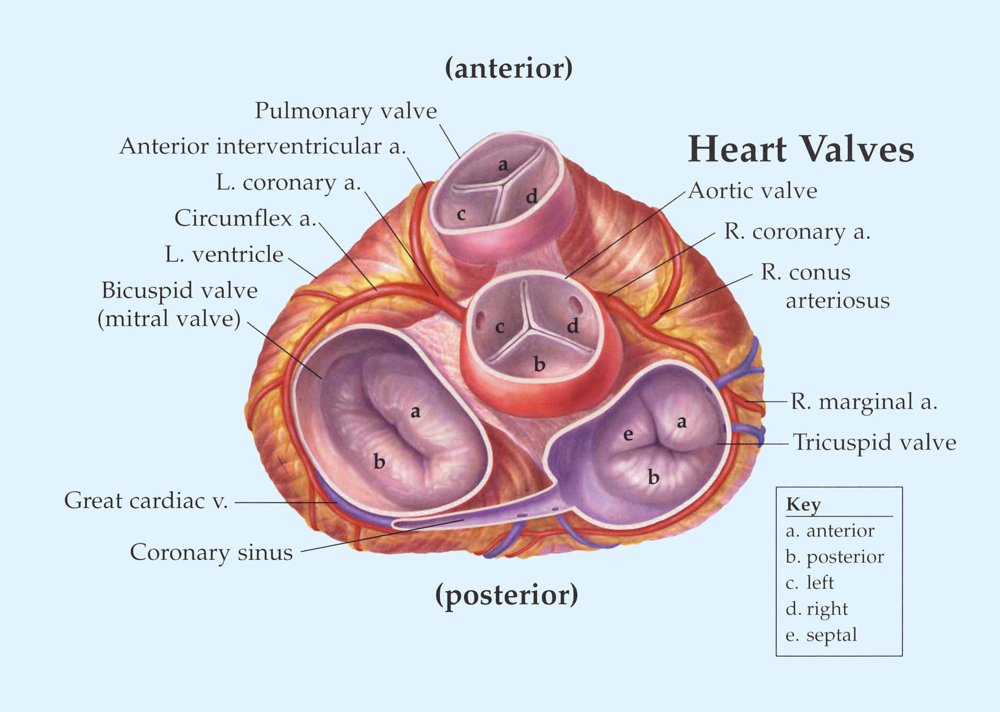 (anterior)
Pulmonary valve
Anterior interventricular a.
L. coronary a.
Circumflex a.
L. ventricle
Bicuspid valve
(mitral valve)
Great cardiac v.
Coronary sinus
Heart Valves
Aortic valve
R. coronary a.
R. conus
arteriosus
R. marginal a.
Tricuspid valve
a
d
c
c
d
b
a
b
e
a
b
(posterior)
Key
a. anterior
b. posterior
c. left
d. right
e. septal